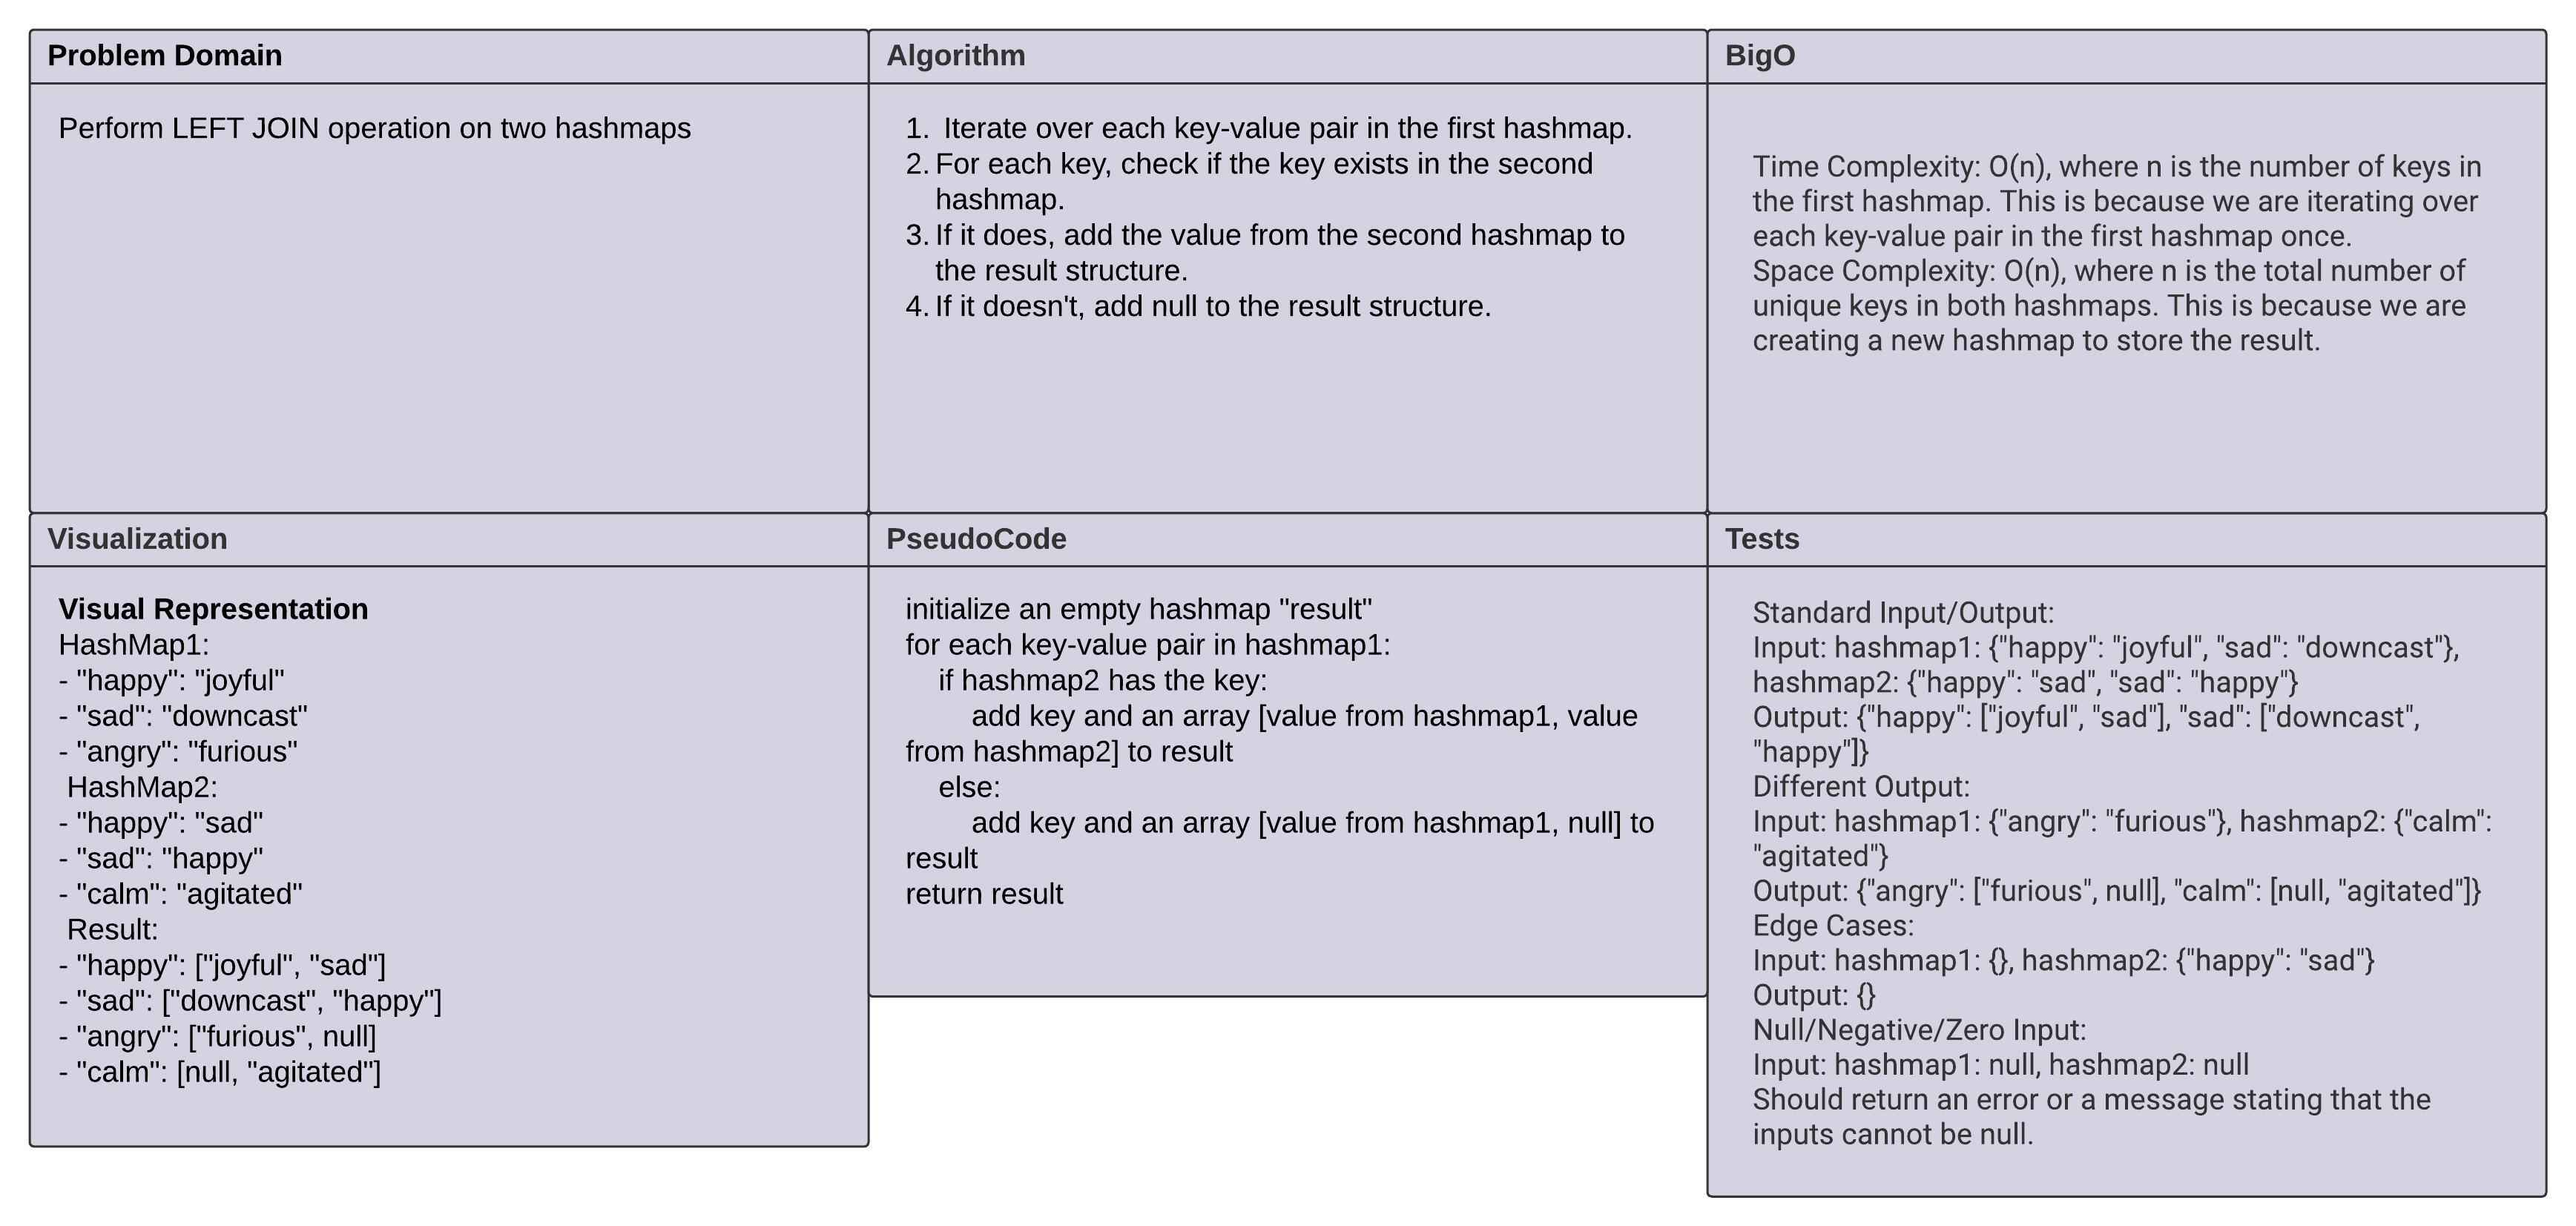 Problem Domain
Perform LEFT JOIN operation on two hashmaps
Algorithm
1. Iterate over each key-value pair in the first hashmap.
2. For each key, check if the key exists in the second
hashmap.
3. If it does, add the value from the second hashmap to
the result structure.
4. If it doesn't, add null to the result structure.
BigO
Time Complexity: O(n), where n is the number of keys in
the first hashmap. This is because we are iterating over
each key-value pair in the first hashmap once.
Space Complexity: O(n), where n is the total number of
unique keys in both hashmaps. This is because we are
creating a new hashmap to store the result.
Visualization
Visual Representation
HashMap1:
- "happy": "joyful"
- "sad": "downcast"
- "angry": "furious"
HashMap2:
- "happy": "sad"
- "sad": "happy"
- "calm": "agitated"
Result:
- "happy": ["joyful", "sad"]
- "sad": ["downcast", "happy"]
- "angry": ["furious", null]
- "calm": [null, "agitated"]
PseudoCode
initialize an empty hashmap "result"
for each key-value pair in hashmap1:
if hashmap2 has the key:
add key and an array [value from hashmap1, value
from hashmap2] to result
else:
add key and an array [value from hashmap1, null] to
result
return result
Tests
Standard Input/Output:
Input: hashmap1: {"happy": "joyful", "sad": "downcast"},
hashmap2: {"happy": "sad", "sad": "happy"}
Output: {"happy": ["joyful", "sad"], "sad": ["downcast",
"happy"]}
Different Output:
Input: hashmap1: {"angry": "furious"}, hashmap2: {"calm":
"agitated"}
Output: {"angry": ["furious", null], "calm": [null, "agitated"]}
Edge Cases:
Input: hashmap1: {}, hashmap2: {"happy": "sad"}
Output: {}
Null/Negative/Zero Input:
Input: hashmap1: null, hashmap2: null
Should return an error or a message stating that the
inputs cannot be null.